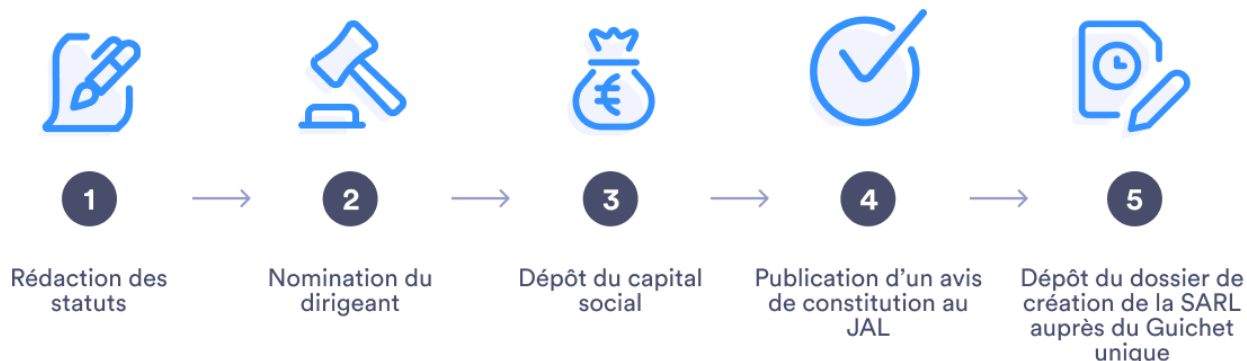 1
2
3
4
5
Rédaction des
statuts
Nomination du
dirigeant
Dépôt du capital
social
Publication d’un avis
de constitution au
JAL
Dépôt du dossier de
création de la SARL
auprès du Guichet
unique